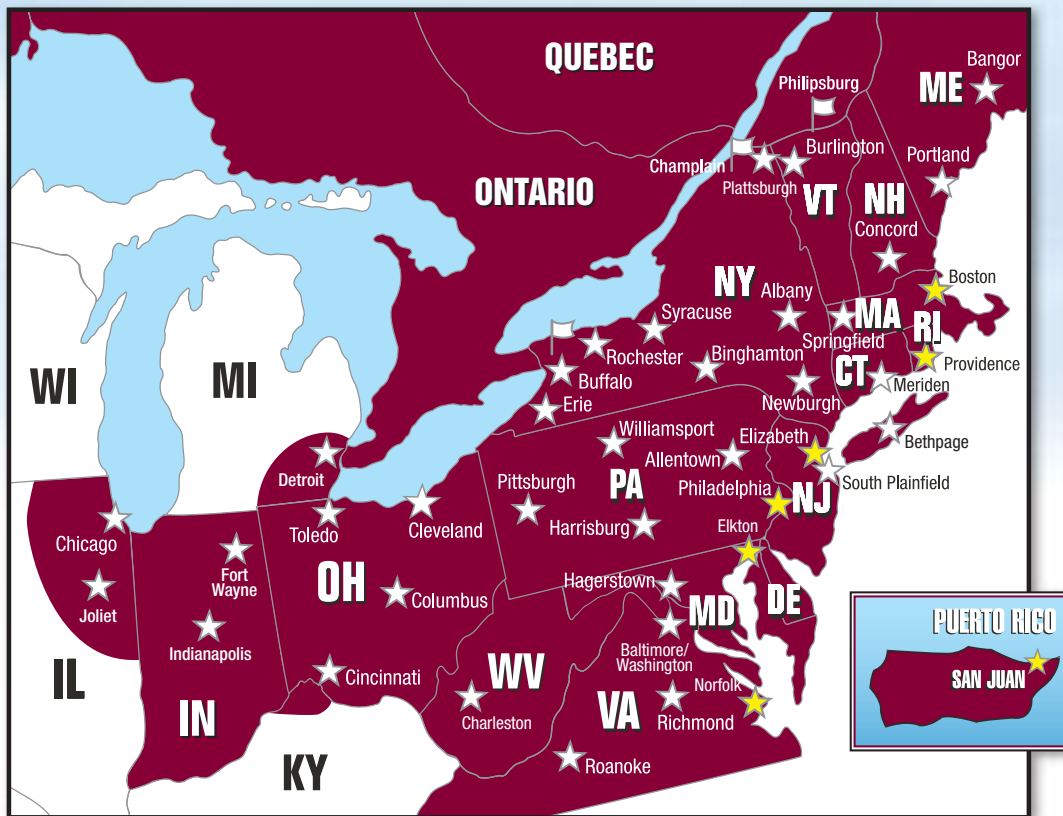 QUEBEC
Bangor
ME
Philipsburg
Champlain
Plattsburgh
Burlington
Portland
ONTARIO
VT
NH
Concord
Boston
NY
Albany
Syracuse
MA
RI
Springfield
Rochester
Binghamton
CT
Providence
Meriden
WI
MI
Buffalo
Erie
Newburgh
Williamsport
Elizabeth
Bethpage
Allentown
Detroit
Pittsburgh
PA
Philadelphia
NJ
South Plainfield
Chicago
Toledo
Cleveland
Harrisburg
Elkton
Fort
Wayne
OH
Columbus
Hagerstown
MD
DE
Joliet
Indianapolis
Baltimore/
Washington
PUERTO RICO
SAN JUAN
IL
Cincinnati
WV
Norfolk
IN
Charleston
VA
Richmond
KY
Roanoke